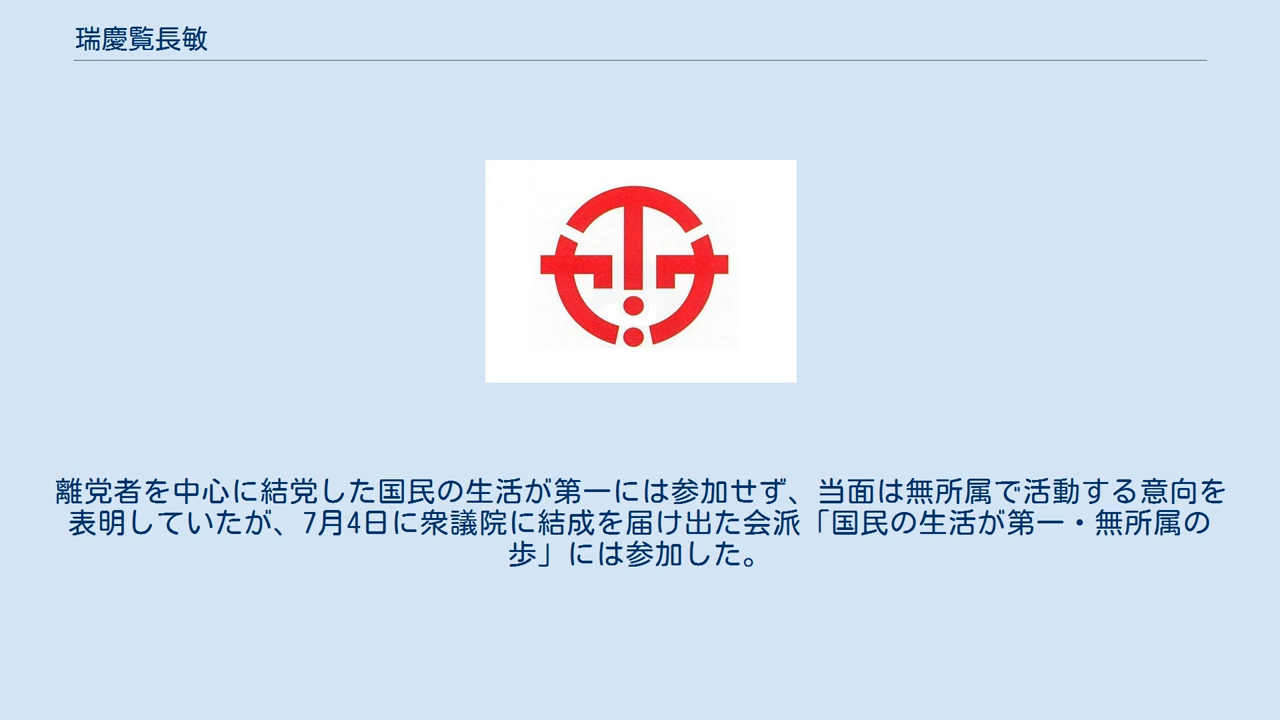 瑞慶覧長敏
離党者を中心に結党した国民の生活が第一には参加せず、当面は無所属で活動する意向を
表明していたが、7月4日に衆議院に結成を届け出た会派「国民の生活が第一・無所属の
歩」には参加した。